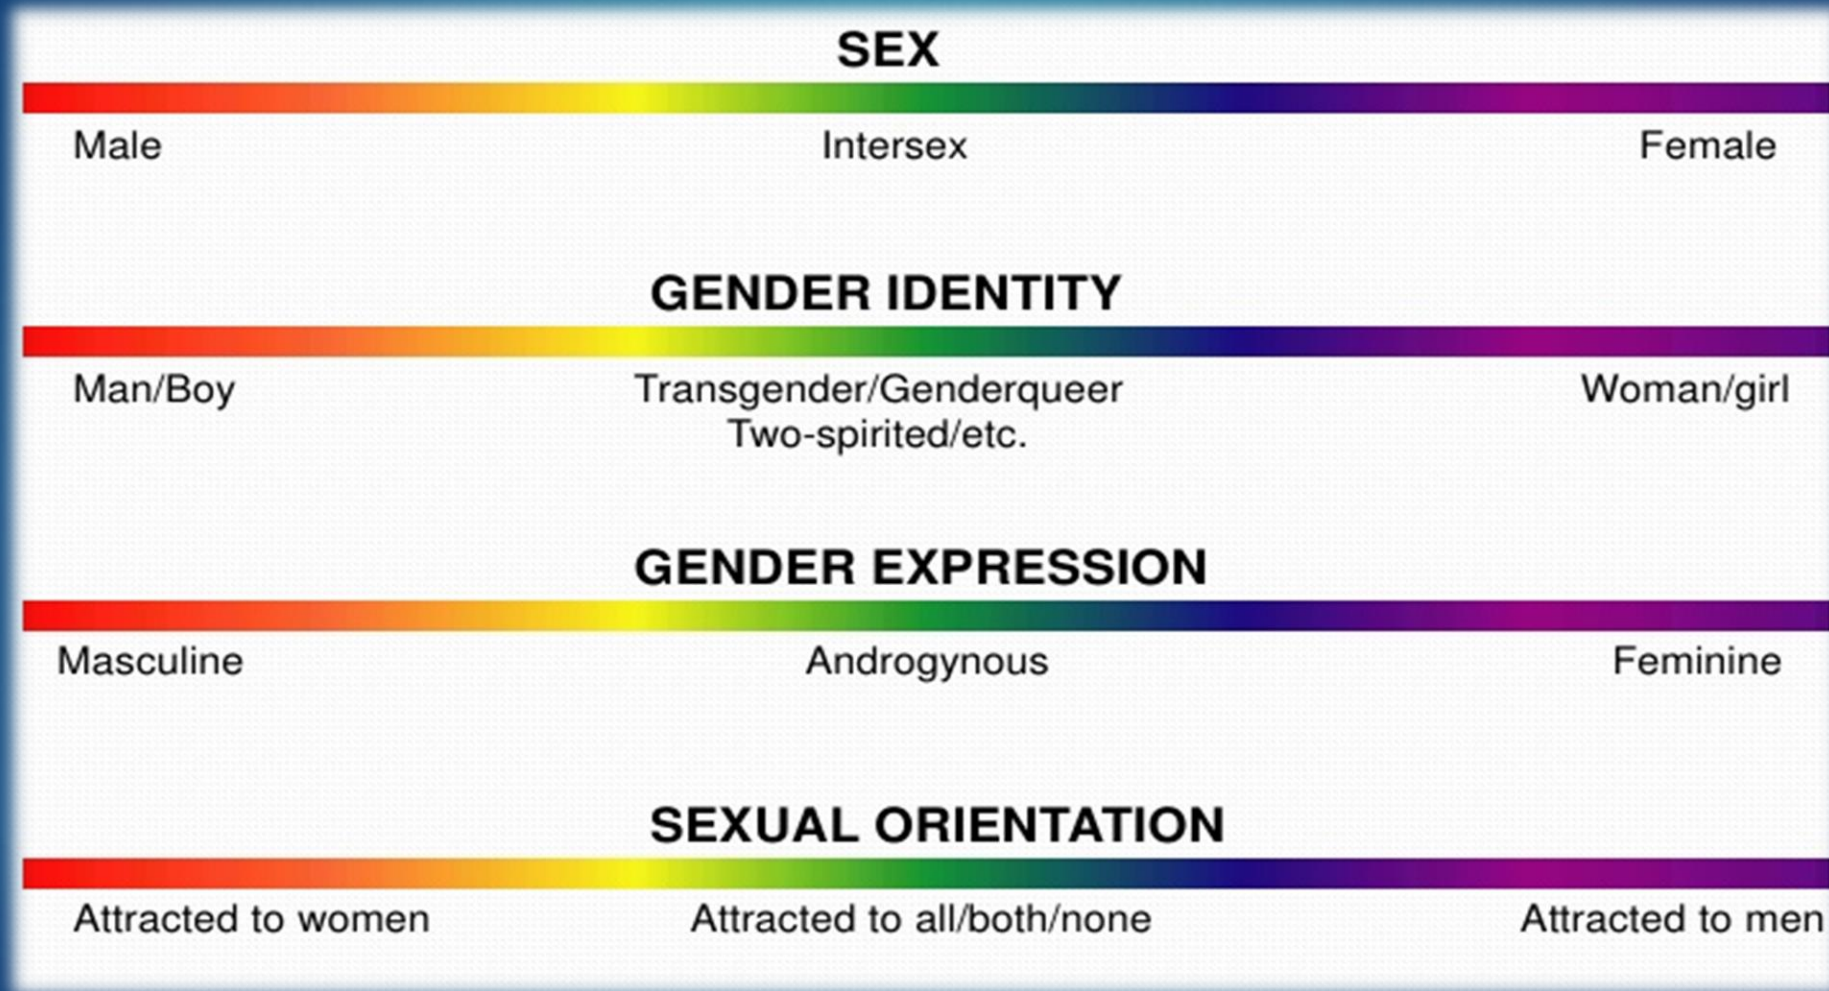 SEX
Male Intersex Female
GENDER IDENTITY
Man/Boy Transgender/Genderqueer Woman/girl
Two-spirited/etc.
GENDER EXPRESSION
Masculine Androgynous Feminine
SEXUAL ORIENTATION
Attracted to women Attracted to all/both/none Attracted to men